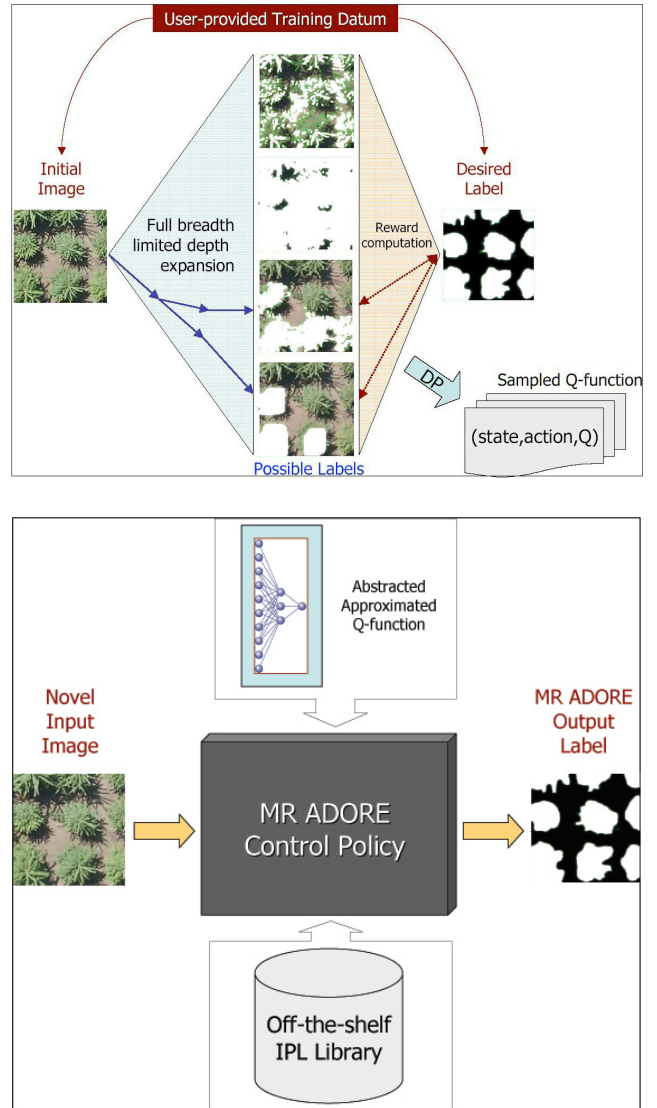 User-provided Training Datum
Initial
Image
Desired
Label
Full breadth
limited depth
expansion
Reward
computation
DP
Sampled Q-function
(state,action,Q)
Possible Labels
Abstracted
Approximated
Q-function
Novel
Input
Image
MR ADORE
Output
Label
MR ADORE
Control Policy
Off-the-shelf
IPL Library